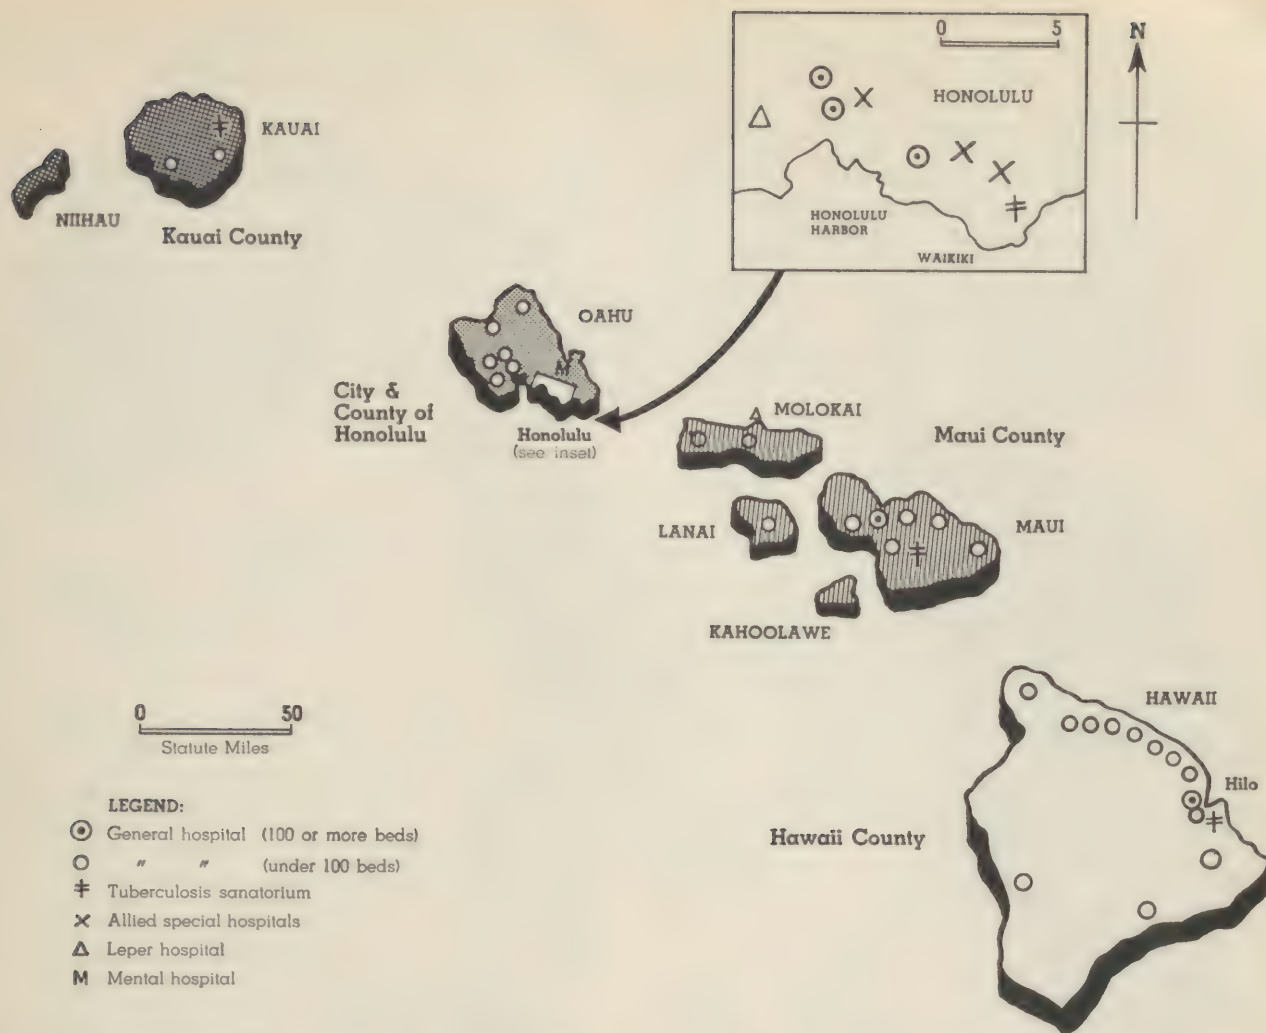 0 5
N
HONOLULU
HONOLULU
HARBOR
WAIKIKI
KAUAI
NIIHAU
Kauai County
OAHU
M
City &
County of
Honolulu
Honolulu
(see inset)
MOLOKAI
Maui County
LANAI
MAUI
KAHOOLAWE
0 50
Statute Miles
HAWAII
Hilo
Hawaii County
LEGEND:
General hospital (100 or more beds)
" " (under 100 beds)
Tuberculosis sanatorium
Allied special hospitals
Leper hospital
M Mental hospital